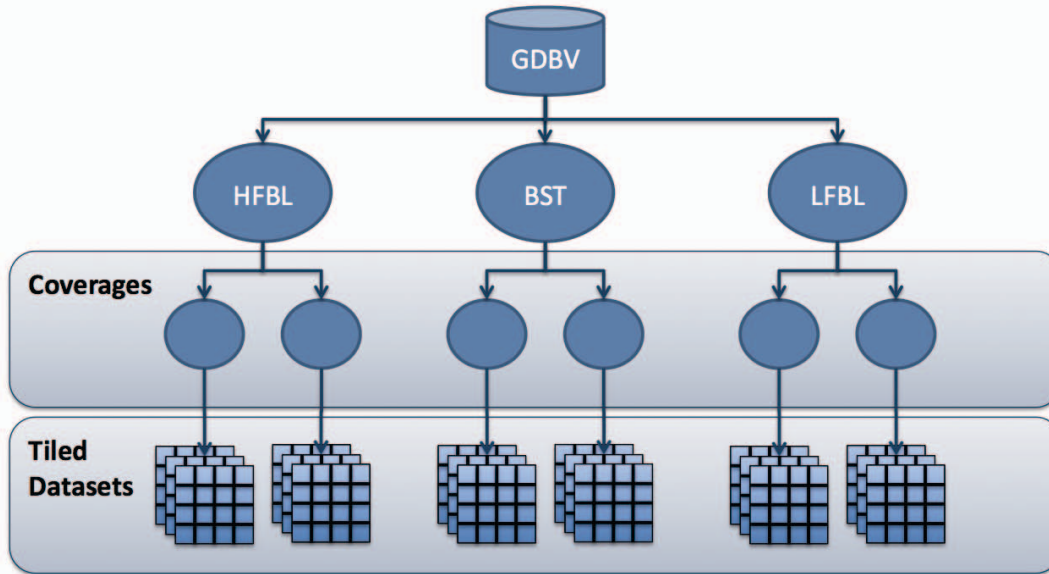 GDBV
HFBL
BST
LFBL
Coverages
Tiled
Datasets